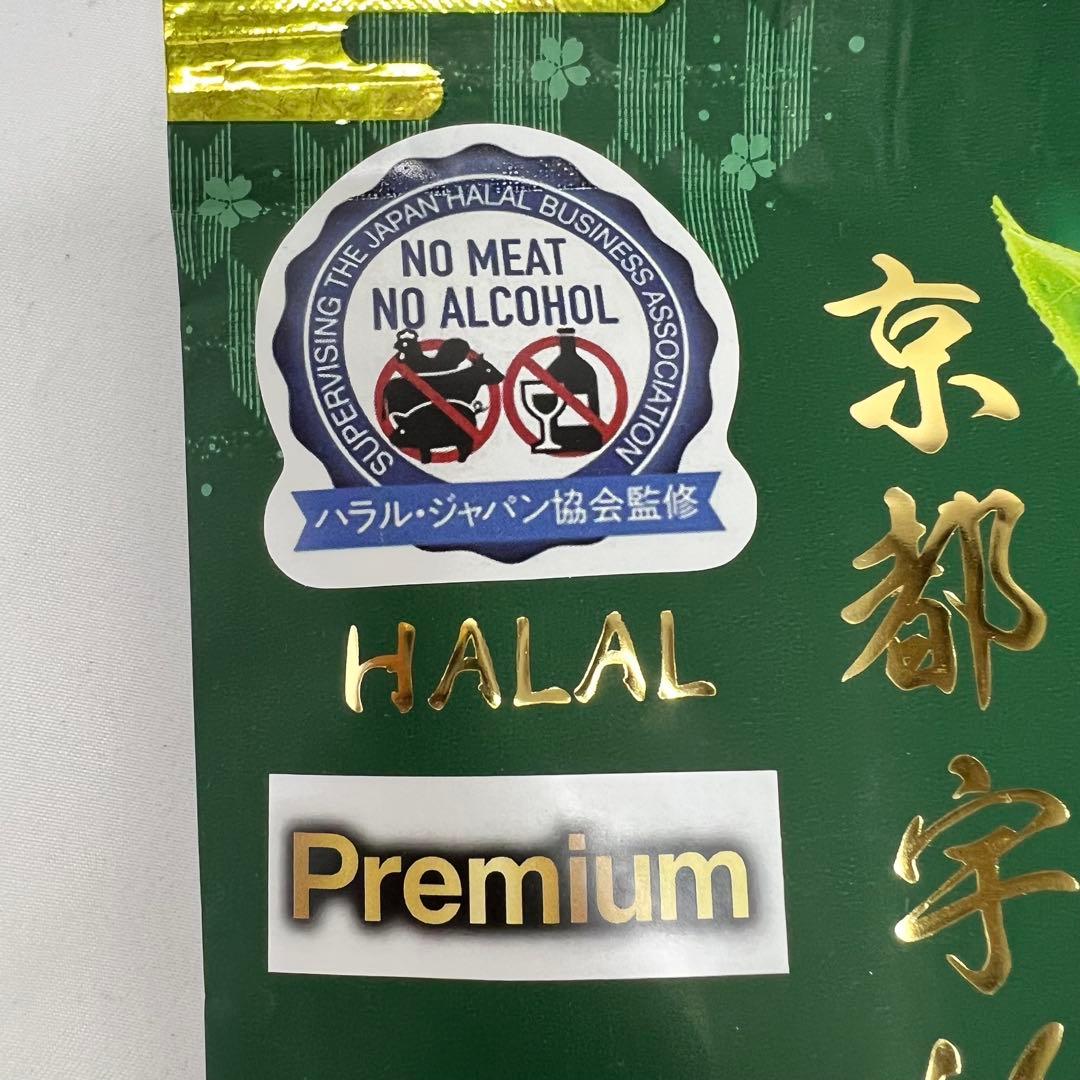 SUPERVISING THE JAPAN HALAL BUSINESS ASSOCIATION
NO MEAT
NO ALCOHOL
ハラル・ジャパン協会監修
HALAL
Premium
京都宇